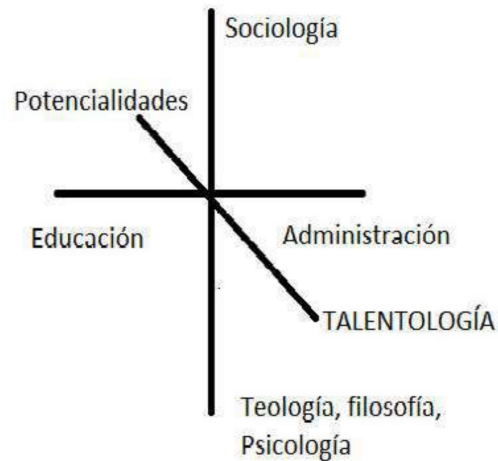 Sociología
Potencialidades
Educación
Administración
TALENTOLOGÍA
Teología, filosofía,
Psicología